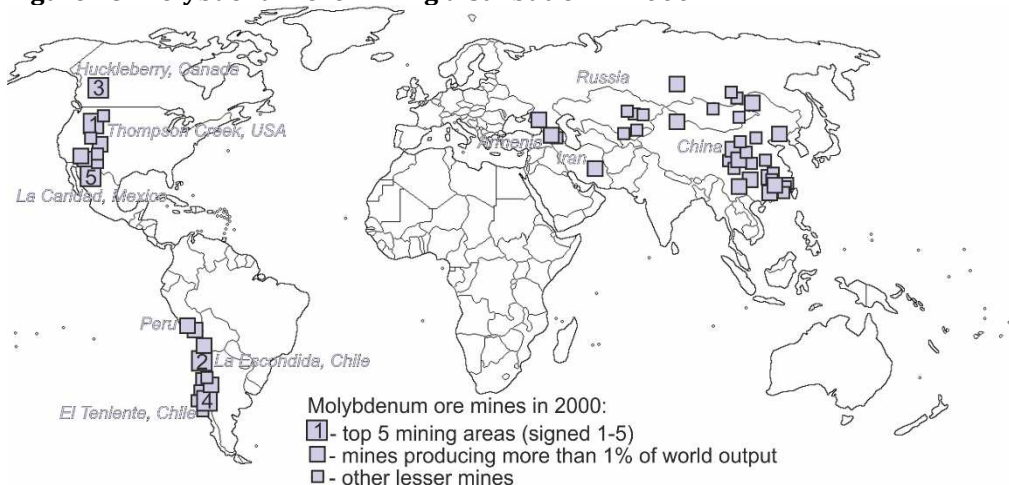 Huckleberry, Canada
3
Russia
1
Thompson Creek, USA
Armenia
China
Iran
5
La Caridad, Mexico
Peru
2
La Escondida, Chile
4
El Teniente, Chile
Molybdenum ore mines in 2000:
1 - top 5 mining areas (signed 1-5)
- mines producing more than 1% of world output
- other lesser mines